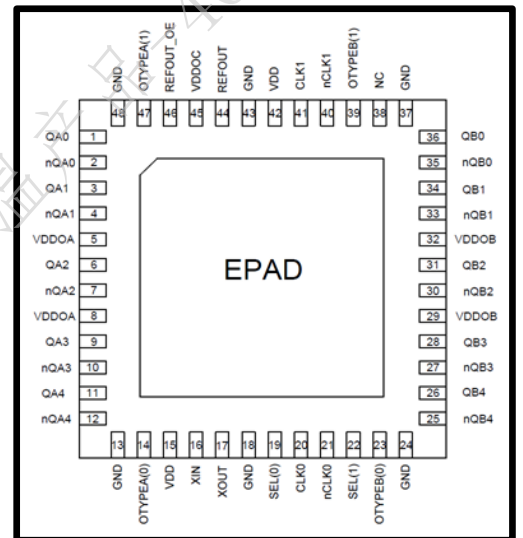 GND OTYPEA(1) REFOUT_OE VDDOC REFOUT GND VDD CLK1 nCLK1 OTYPEB(1) NC GND
48 47 46 45 44 43 42 41 40 39 38 37
QA0 1 36 QB0
nQA0 2 35 nQB0
QA1 3 34 QB1
nQA1 4 33 nQB1
VDDOA 5 32 VDDOB
QA2 6 31 QB2
nQA2 7 30 nQB2
VDDOA 8 29 VDDOB
QA3 9 28 QB3
nQA3 10 27 nQB3
QA4 11 26 QB4
nQA4 12 25 nQB4
EPAD
13 14 15 16 17 18 19 20 21 22 23 24
GND OTYPEA(0) VDD XIN XOUT GND SEL(0) CLK0 nCLK0 SEL(1) OTYPEB(0) GND
温产品-40